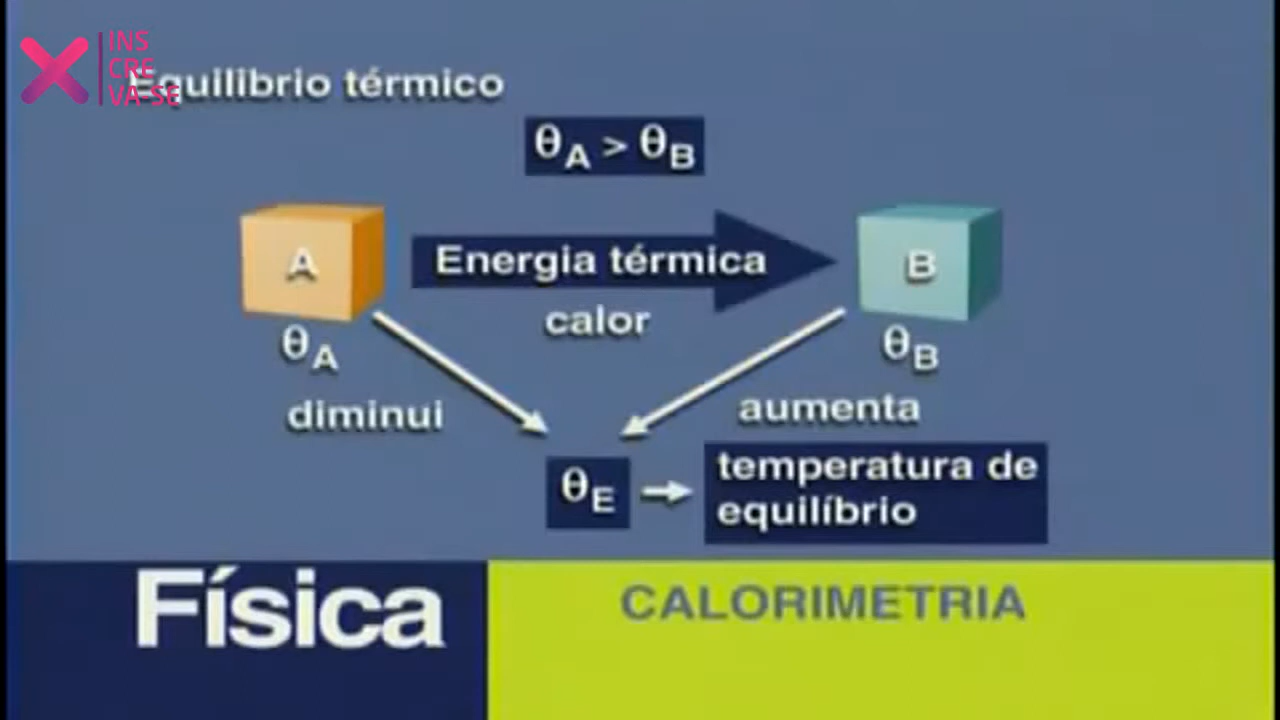 INS
CRE
VA-SE
Equilibrio térmico
θA > θB
A
Energia térmica
B
calor
θA
θB
diminui
aumenta
θE
temperatura de
equilíbrio
Física
CALORIMETRIA